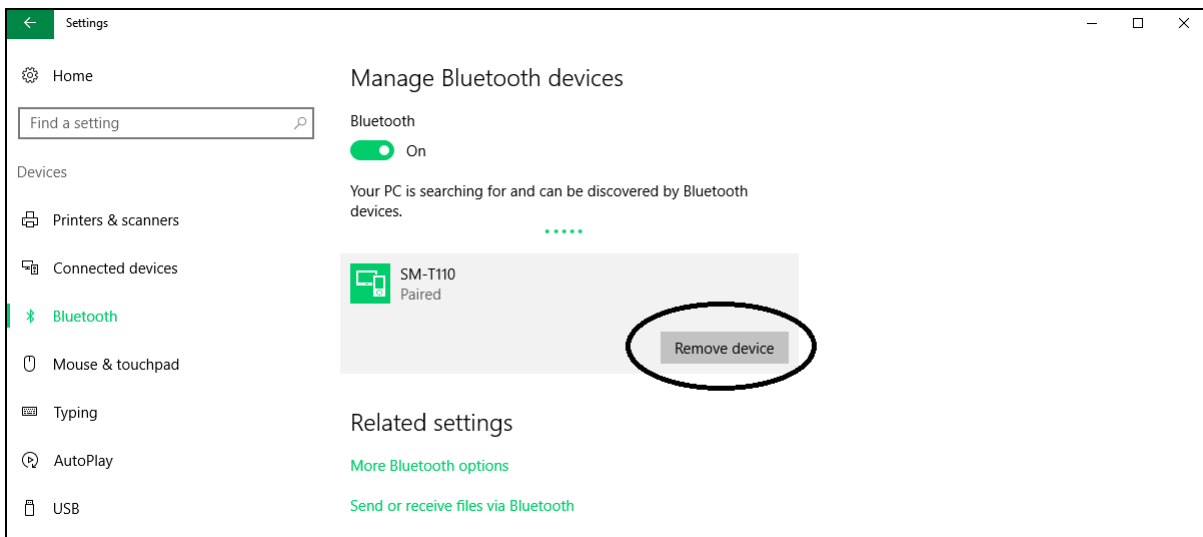 Settings
Home
Find a setting
Devices
Printers & scanners
Connected devices
Bluetooth
Mouse & touchpad
Typing
AutoPlay
USB
Manage Bluetooth devices
Bluetooth
On
Your PC is searching for and can be discovered by Bluetooth
devices.
SM-T110
Paired
Remove device
Related settings
More Bluetooth options
Send or receive files via Bluetooth